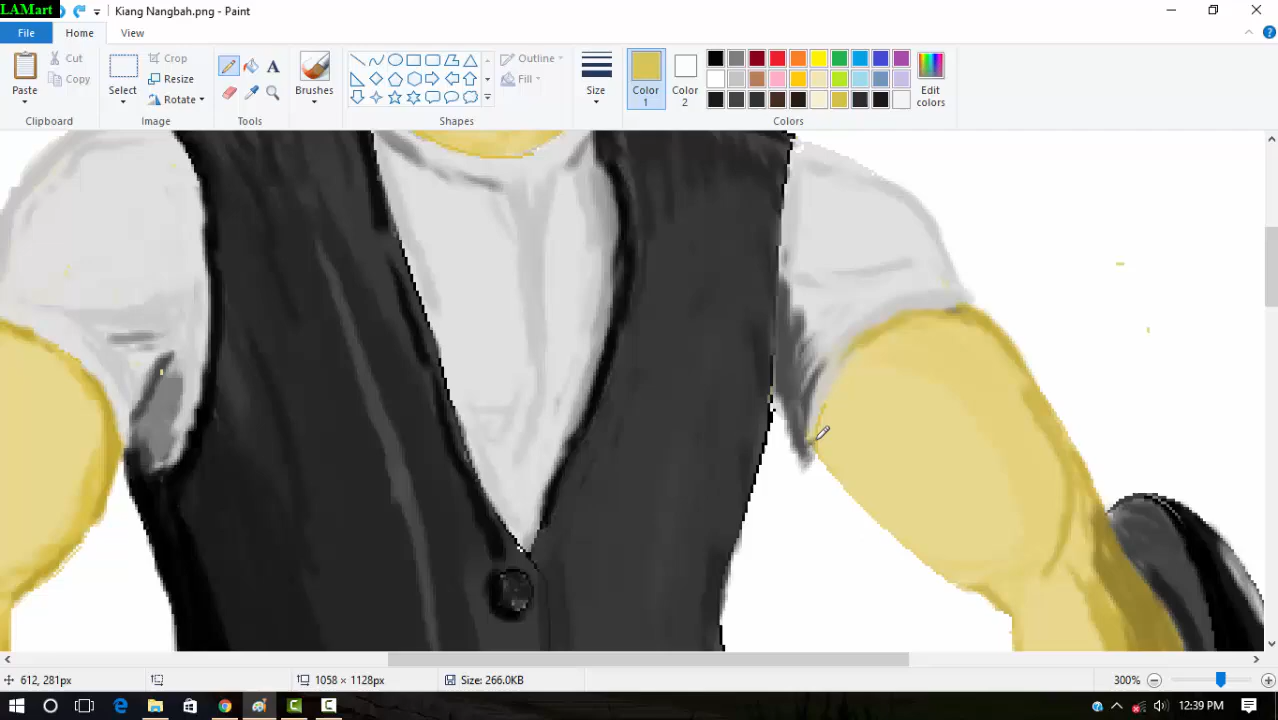 LAMart
Kiang Nangbah.png - Paint
File
Home
View
Paste
Cut
Copy
Clipboard
Select
Crop
Resize
Rotate
Image
A
Tools
Brushes
Outline
Fill
Shapes
Size
Color 1
Color 2
Edit colors
Colors
612, 281px
1058 × 1128px
Size: 266.0KB
300%
12:39 PM